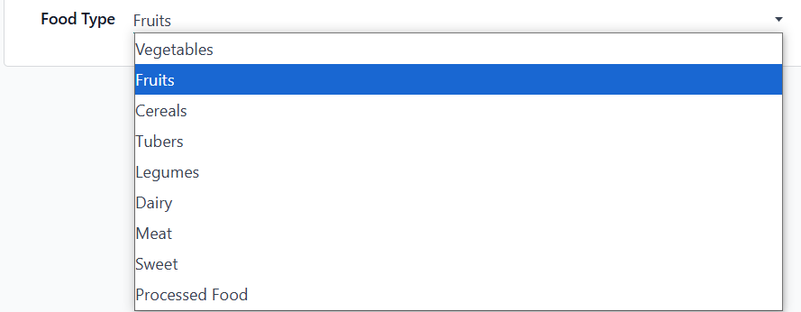 Food Type Fruits
Vegetables
Fruits
Cereals
Tubers
Legumes
Dairy
Meat
Sweet
Processed Food